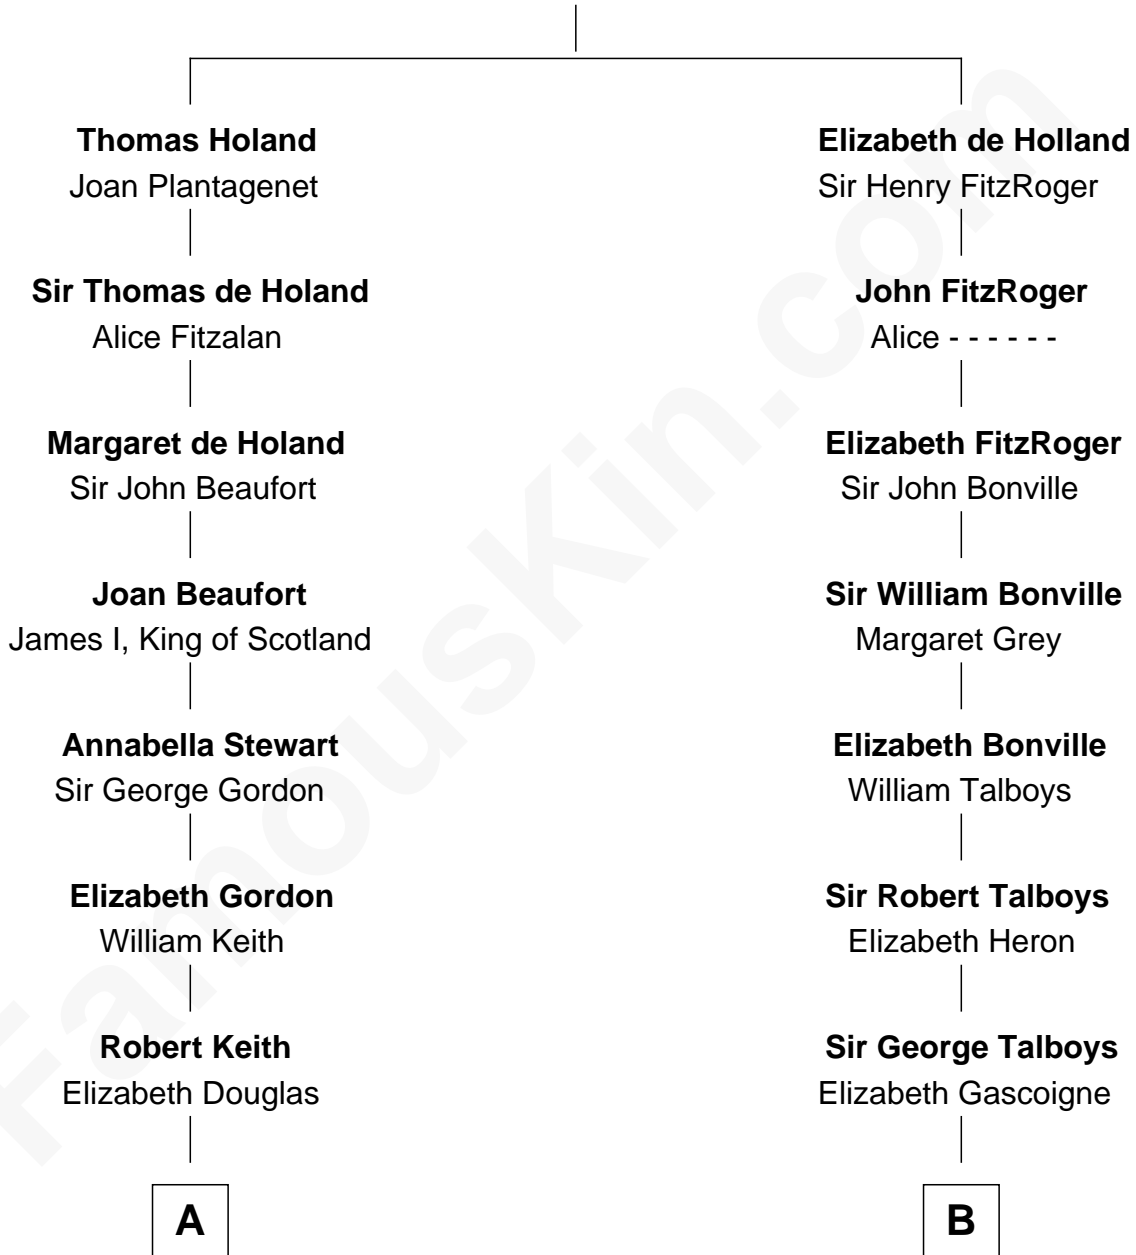 Thomas Holand
Joan Plantagenet
Sir Thomas de Holand
Alice Fitzalan
Margaret de Holand
Sir John Beaufort
Joan Beaufort
James I, King of Scotland
Annabella Stewart
Sir George Gordon
Elizabeth Gordon
William Keith
Robert Keith
Elizabeth Douglas
A
Elizabeth de Holland
Sir Henry FitzRoger
John FitzRoger
Alice - - - - - -
Elizabeth FitzRoger
Sir John Bonville
Sir William Bonville
Margaret Grey
Elizabeth Bonville
William Talboys
Sir Robert Talboys
Elizabeth Heron
Sir George Talboys
Elizabeth Gascoigne
B
FamousKin.com